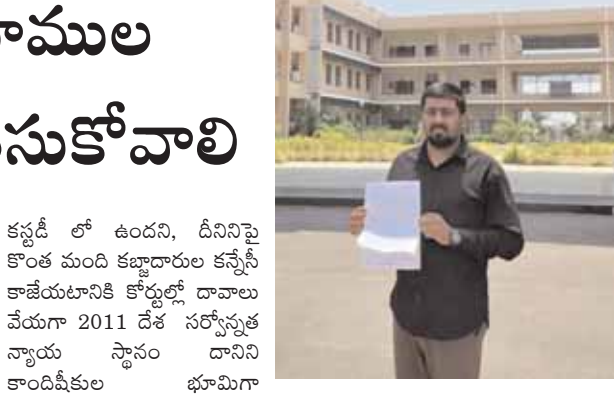 ాముల
సుకోవాలి
కస్టడీ లో ఉందని, దీనినిపై
కొంత మంది కబ్జాదారుల కన్నేసీ
కాజేయటానికి కోర్టుల్లో దావాలు
వేయగా 2011 దేశ సర్వోన్నత
న్యాయ స్థానం దానిని
కాందిషీకుల భూమిగా